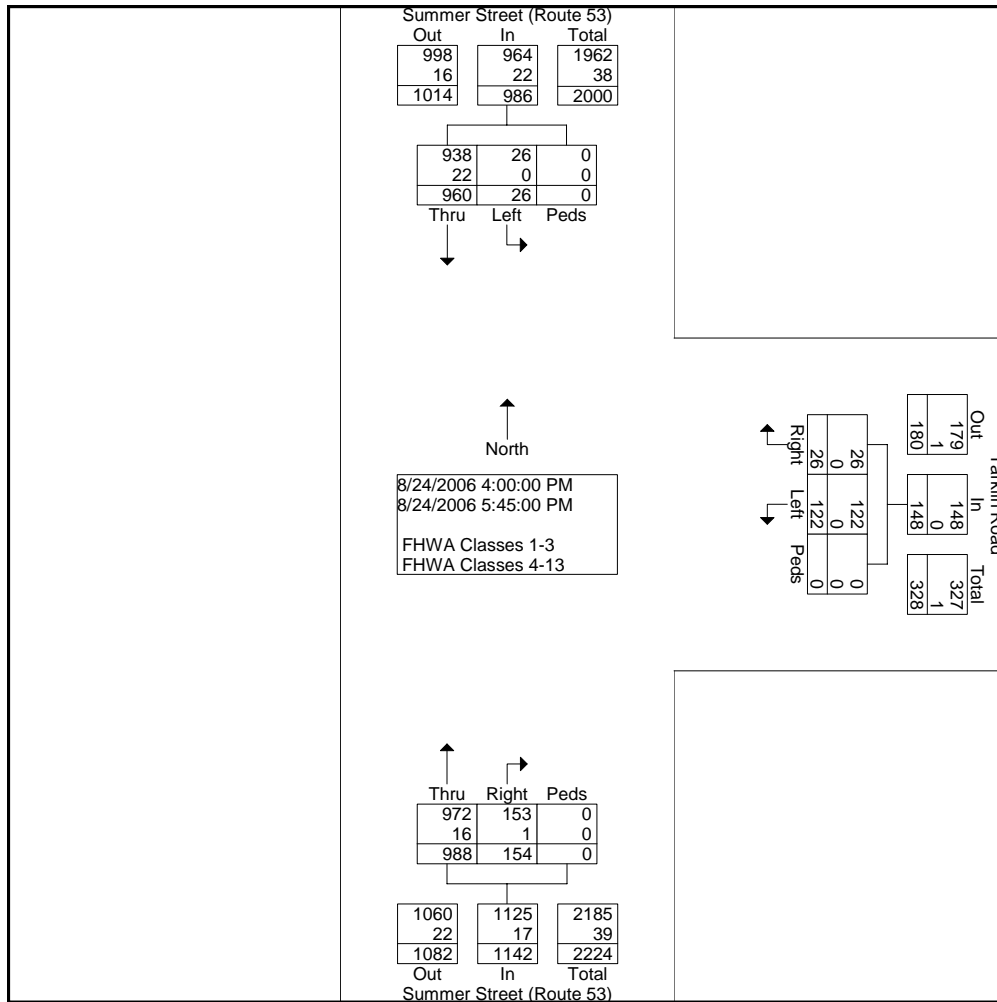 Summer Street (Route 53)
Out In Total
998 964 1962
16 22 38
1014 986 2000
938 26 0
22 0 0
960 26 0
Thru Left Peds
North
8/24/2006 4:00:00 PM
8/24/2006 5:45:00 PM
FHWA Classes 1-3
FHWA Classes 4-13
Road
Out In Total
179 148 327
1 0 1
180 148 328
26 122 0
0 0 0
26 122 0
Right Left Peds
Thru Right Peds
972 153 0
16 1 0
988 154 0
1060 1125 2185
22 17 39
1082 1142 2224
Out In Total
Summer Street (Route 53)